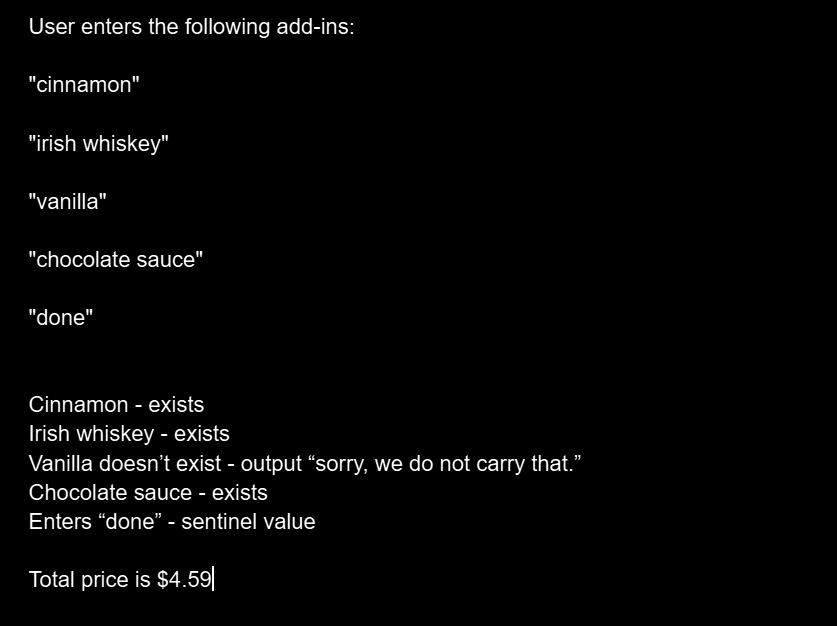 User enters the following add-ins:
"cinnamon"
"irish whiskey"
"vanilla"
"chocolate sauce"
"done"
Cinnamon - exists
Irish whiskey - exists
Vanilla doesn’t exist - output “sorry, we do not carry that.”
Chocolate sauce - exists
Enters “done” - sentinel value
Total price is $4.59